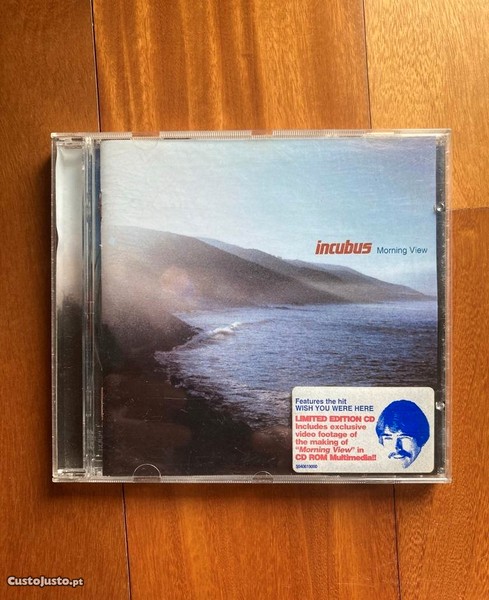 incubus Morning View
Features the hit
WISH YOU WERE HERE
LIMITED EDITION CD
Includes exclusive
video footage of
the making of
"Morning View" in
CD ROM Multimedia!!
CustoJusto.pt